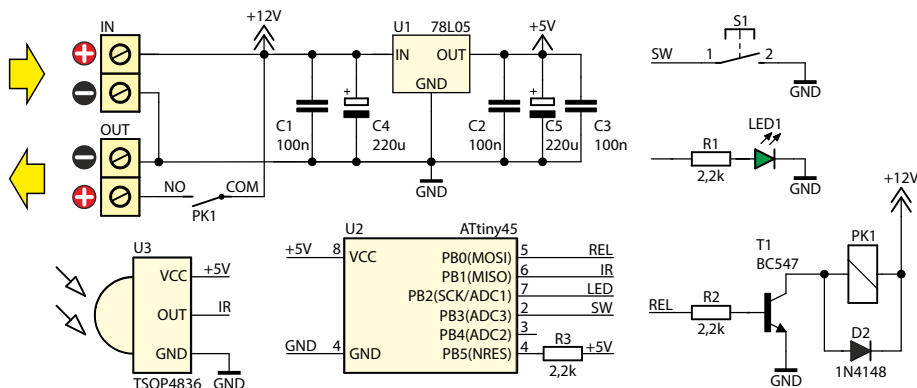 IN
+12V
U1
78L05
+5V
S1
IN
OUT
GND
SW
1
2
GND
+
C1
100n
C4
220u
C2
100n
+
C5
220u
C3
100n
OUT
NO
COM
PK1
GND
R1
2,2k
LED1
GND
+12V
U3
VCC
+5V
OUT
IR
GND
TSOP4836
GND
U2
ATtiny45
+5V
8
VCC
PB0(MOSI)
5
REL
PB1(MISO)
6
IR
PB2(SCK/ADC1)
7
LED
PB3(ADC3)
2
SW
PB4(ADC2)
3
GND
4
GND
PB5(NRES)
4
R3
2,2k
+5V
T1
BC547
PK1
REL
R2
2,2k
D2
1N4148
GND